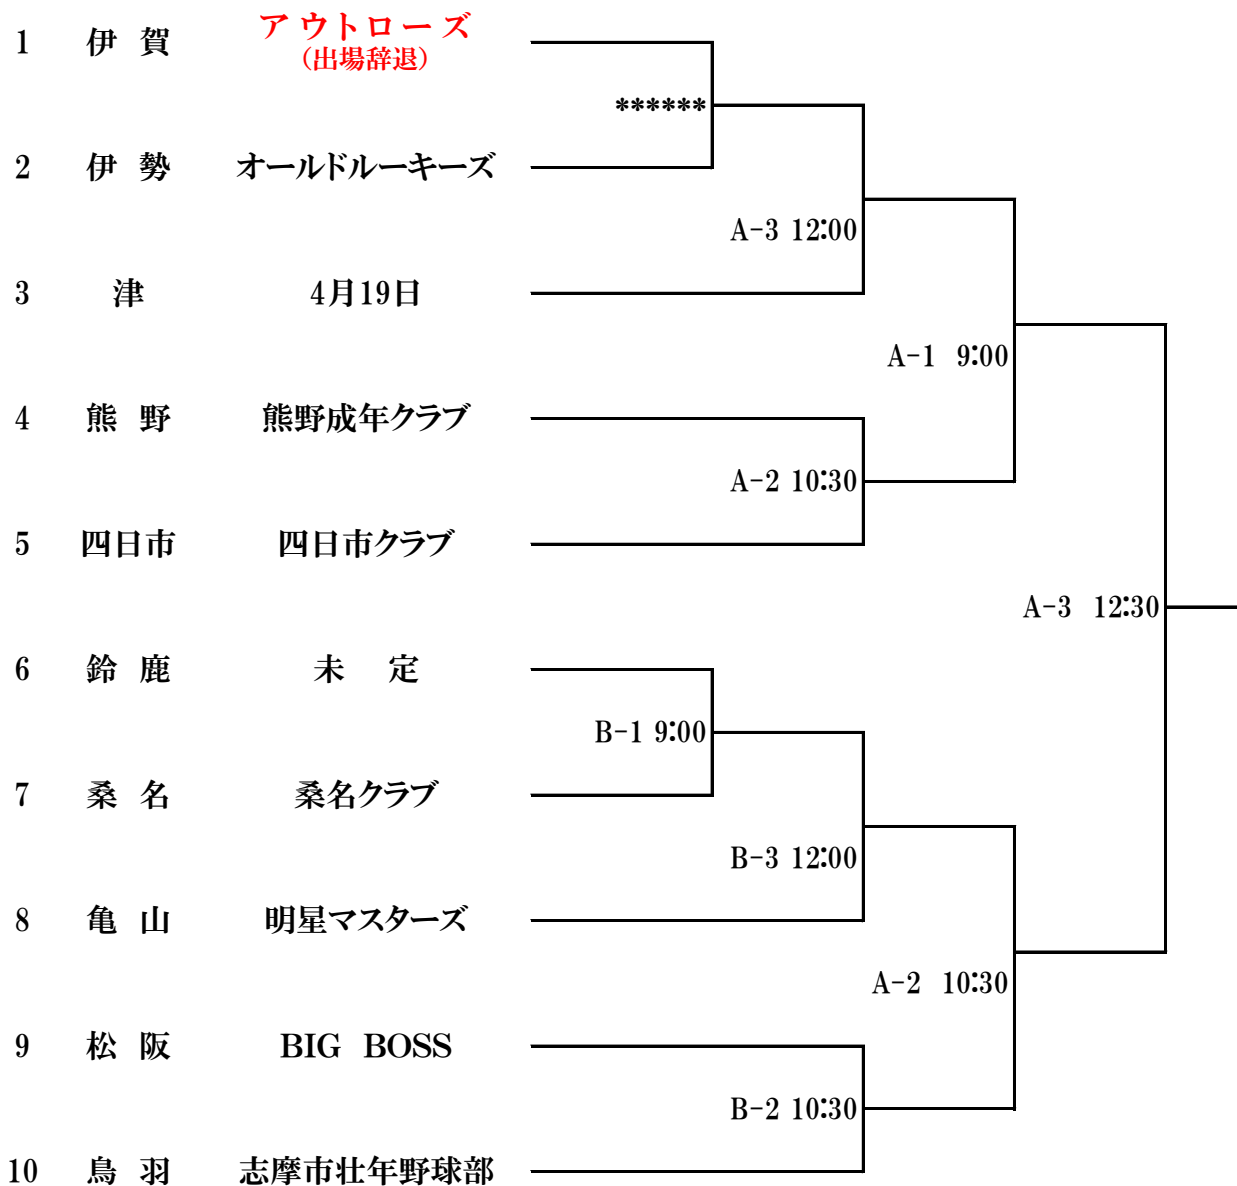 1 伊賀 アウトローズ
（出場辞退）
******
2 伊勢 オールドルーキーズ
A-3 12:00
3 津 4月19日
A-1 9:00
4 熊野 熊野成年クラブ
A-2 10:30
5 四日市 四日市クラブ
A-3 12:30
6 鈴鹿 未定
B-1 9:00
7 桑名 桑名クラブ
B-3 12:00
8 亀山 明星マスターズ
A-2 10:30
9 松阪 BIG BOSS
B-2 10:30
10 鳥羽 志摩市壮年野球部